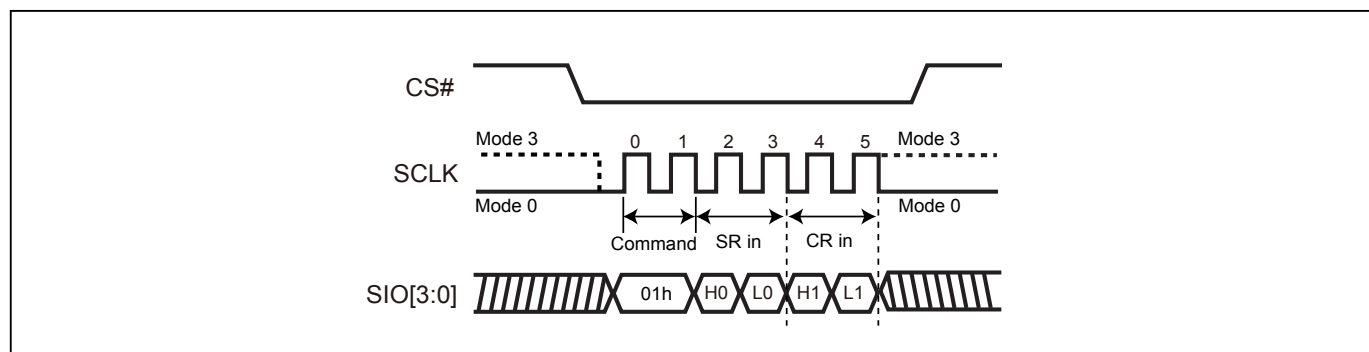 CS#
Mode 3 0 1 2 3 4 5 Mode 3
SCLK
Mode 0 Mode 0
Command SR in CR in
SIO[3:0] 01h H0 L0 H1 L1